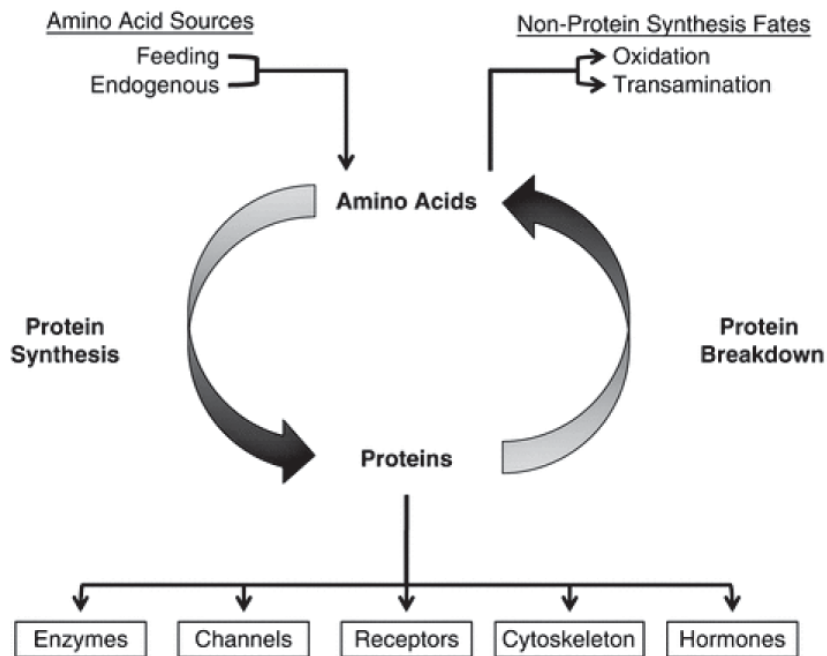 Amino Acid Sources
Feeding
Endogenous
Non-Protein Synthesis Fates
Oxidation
Transamination
Amino Acids
Protein
Synthesis
Protein
Breakdown
Proteins
Enzymes
Channels
Receptors
Cytoskeleton
Hormones